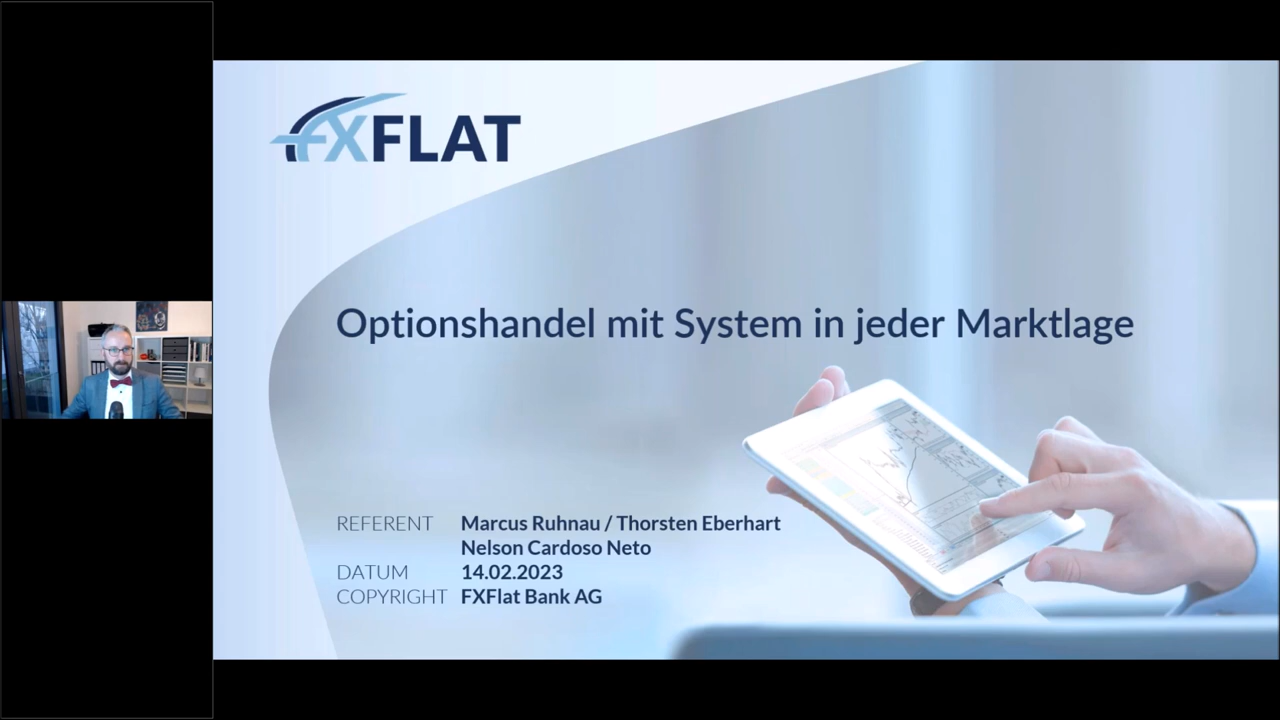 FXFLAT
Optionshandel mit System in jeder Marktlage
REFERENT Marcus Ruhnau / Thorsten Eberhart
Nelson Cardoso Neto
DATUM 14.02.2023
COPYRIGHT FXFlat Bank AG